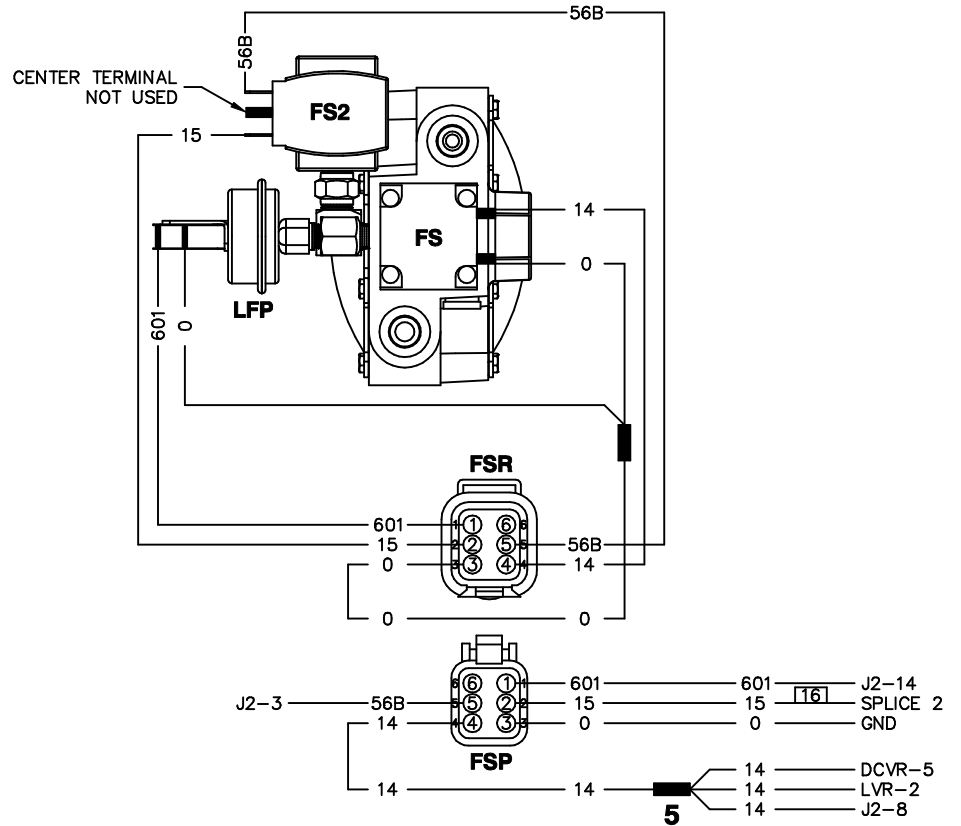 56B
56B
CENTER TERMINAL
NOT USED
FS2
15
14
FS
0
LFP
601
0
FSR
601 1 1 6 6
15 2 2 5 5 56B
0 3 3 4 4 14
0 0
6 6 1 1 601 601 J2-14
J2-3 56B 5 5 2 2 15 15 16 SPLICE 2
14 4 4 3 3 0 0 GND
FSP
14 DCVR-5
14 14 14 LVR-2
5
14 J2-8